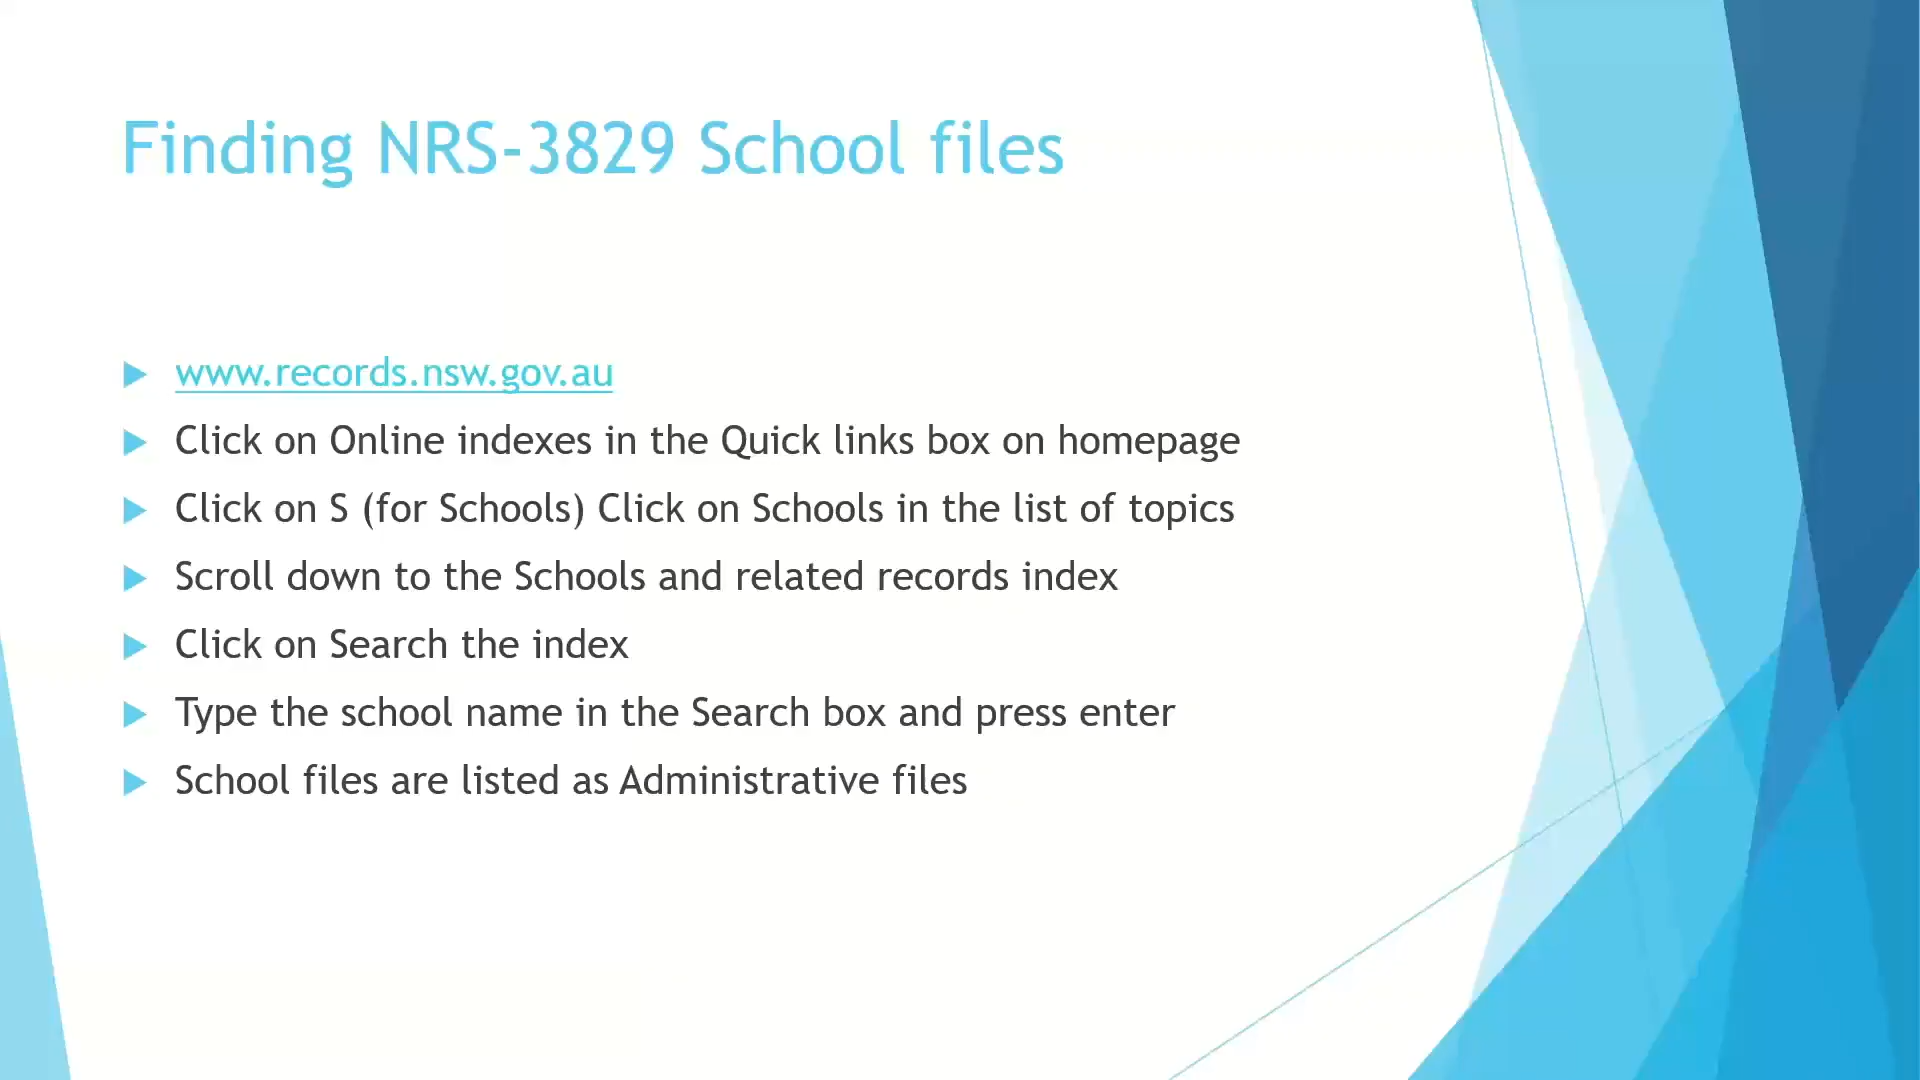 Finding NRS-3829 School files
www.records.nsw.gov.au
Click on Online indexes in the Quick links box on homepage
Click on S (for Schools) Click on Schools in the list of topics
Scroll down to the Schools and related records index
Click on Search the index
Type the school name in the Search box and press enter
School files are listed as Administrative files